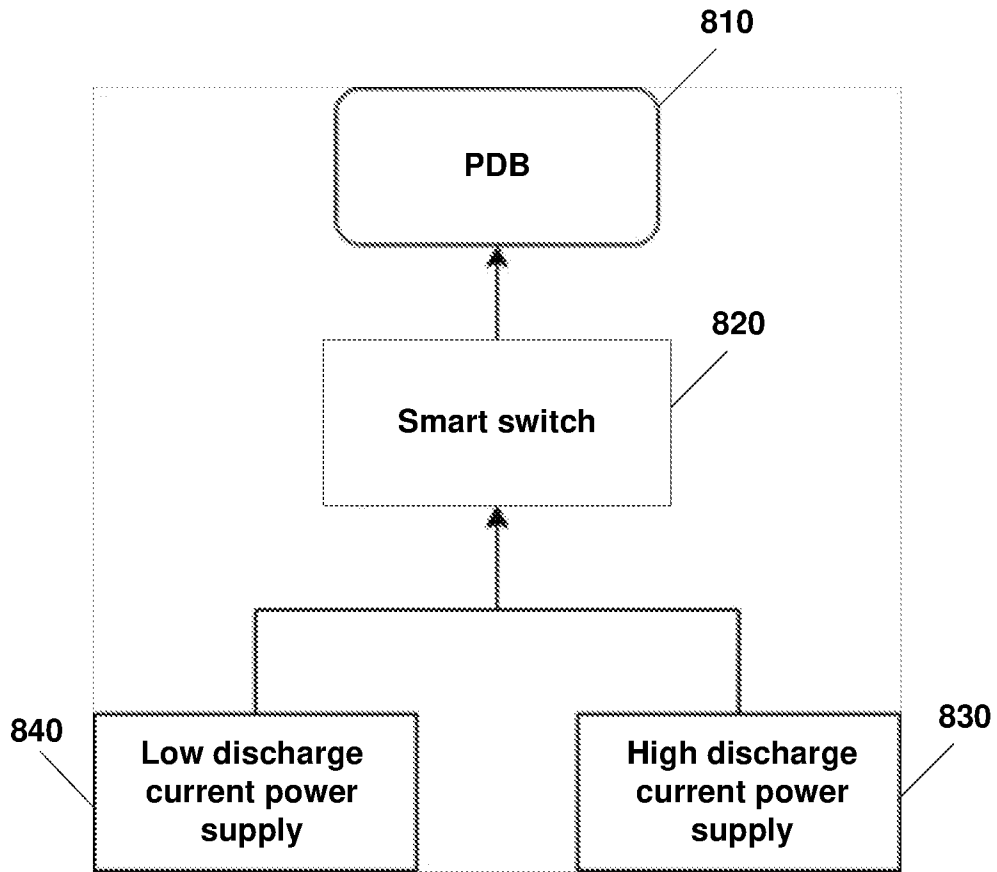 810
PDB
820
Smart switch
840
Low discharge
current power
supply
830
High discharge
current power
supply